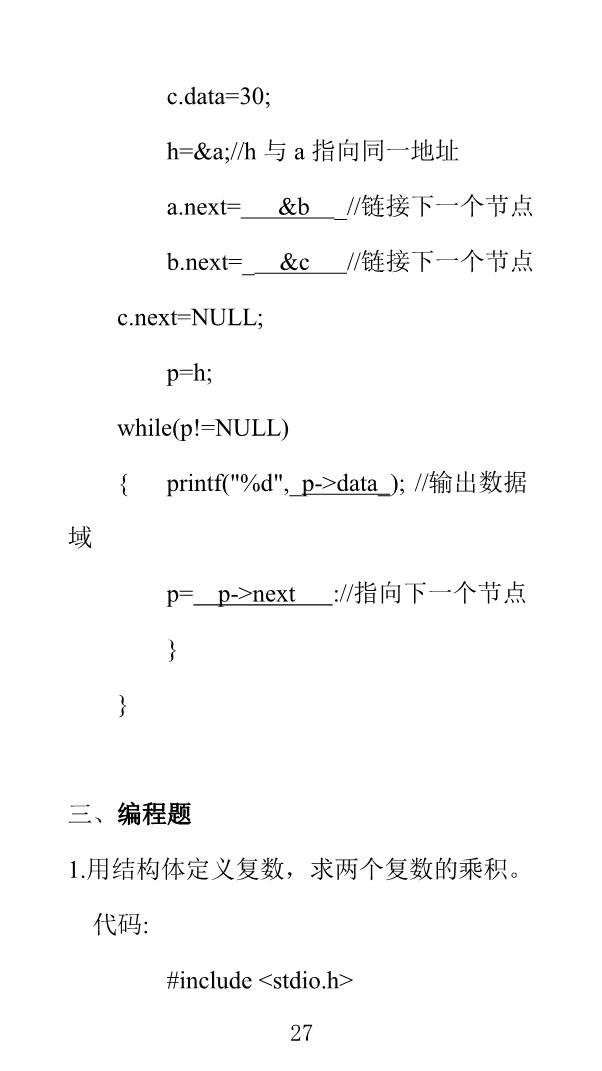 c.data=30;
h=&a;//h 与 a 指向同一地址
a.next=___&b___//链接下一个节点
b.next=___&c___//链接下一个节点
c.next=NULL;
p=h;
while(p!=NULL)
{ printf("%d",_p->data_); //输出数据
域
p=__p->next___://指向下一个节点
}
}
三、编程题
1.用结构体定义复数，求两个复数的乘积。
代码:
#include <stdio.h>
27